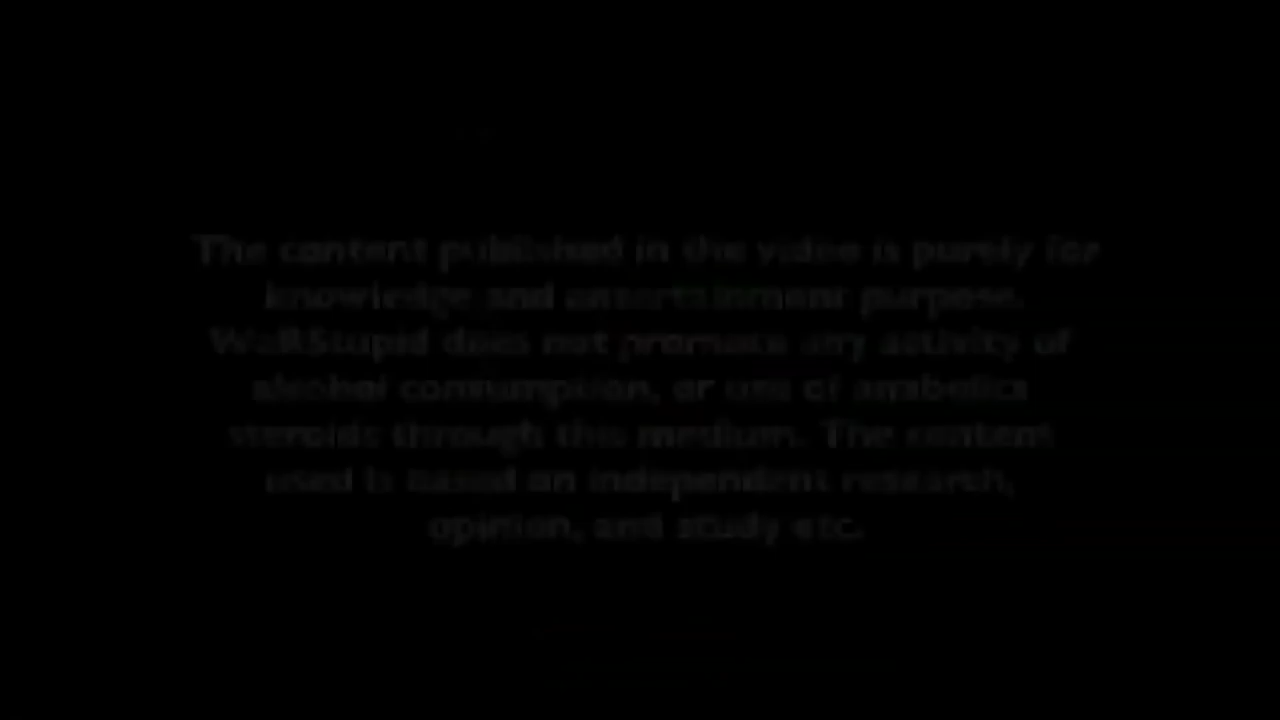 The content published in the video is purely for
knowledge and entertainment purpose.
WaRStupid does not promote any activity of
alcohol consumption, or use of anabolics
steroids through this medium. The content
used is based on independent research,
opinion, and study etc.